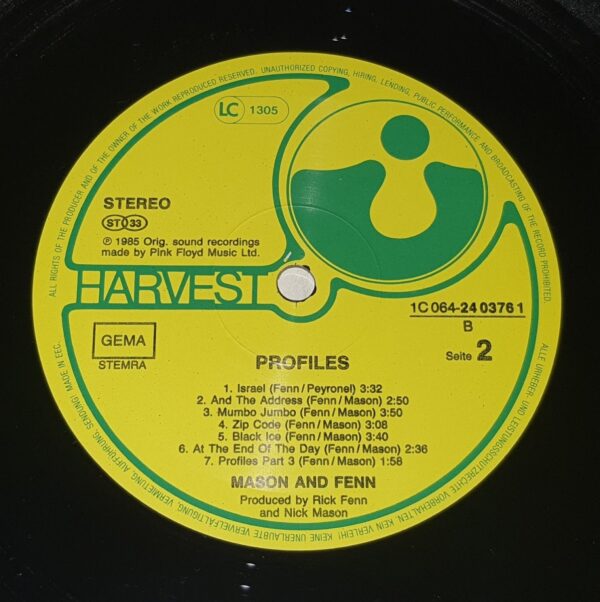 ALL RIGHTS OF THE PRODUCER AND OF THE OWNER OF THE WORK REPRODUCED RESERVED. UNAUTHORIZED COPYING, HIRING, LENDING, PUBLIC PERFORMANCE AND BROADCASTING OF THE RECORD PROHIBITED.
LC 1305
STEREO
ST 33
℗ 1985 Orig. sound recordings
made by Pink Floyd Music Ltd.
HARVEST
1C 064-24 0376 1
B
GEMA
STEMRA
Seite 2
PROFILES
1. Israel (Fenn/Peyronel) 3:32
2. And The Address (Fenn/Mason) 2:50
3. Mumbo Jumbo (Fenn/Mason) 3:50
4. Zip Code (Fenn/Mason) 3:08
5. Black Ice (Fenn/Mason) 3:40
6. At The End Of The Day (Fenn/Mason) 2:36
7. Profiles Part 3 (Fenn/Mason) 1:58
MASON AND FENN
Produced by Rick Fenn
and Nick Mason
ALLE URHEBER- UND LEISTUNGSSCHUTZRECHTE VORBEHALTEN. KEIN VERLEIH! KEINE UNERLAUBTE VERVIELFÄLTIGUNG, VERMIETUNG, AUFFÜHRUNG, SENDUNG! MADE IN EEC.